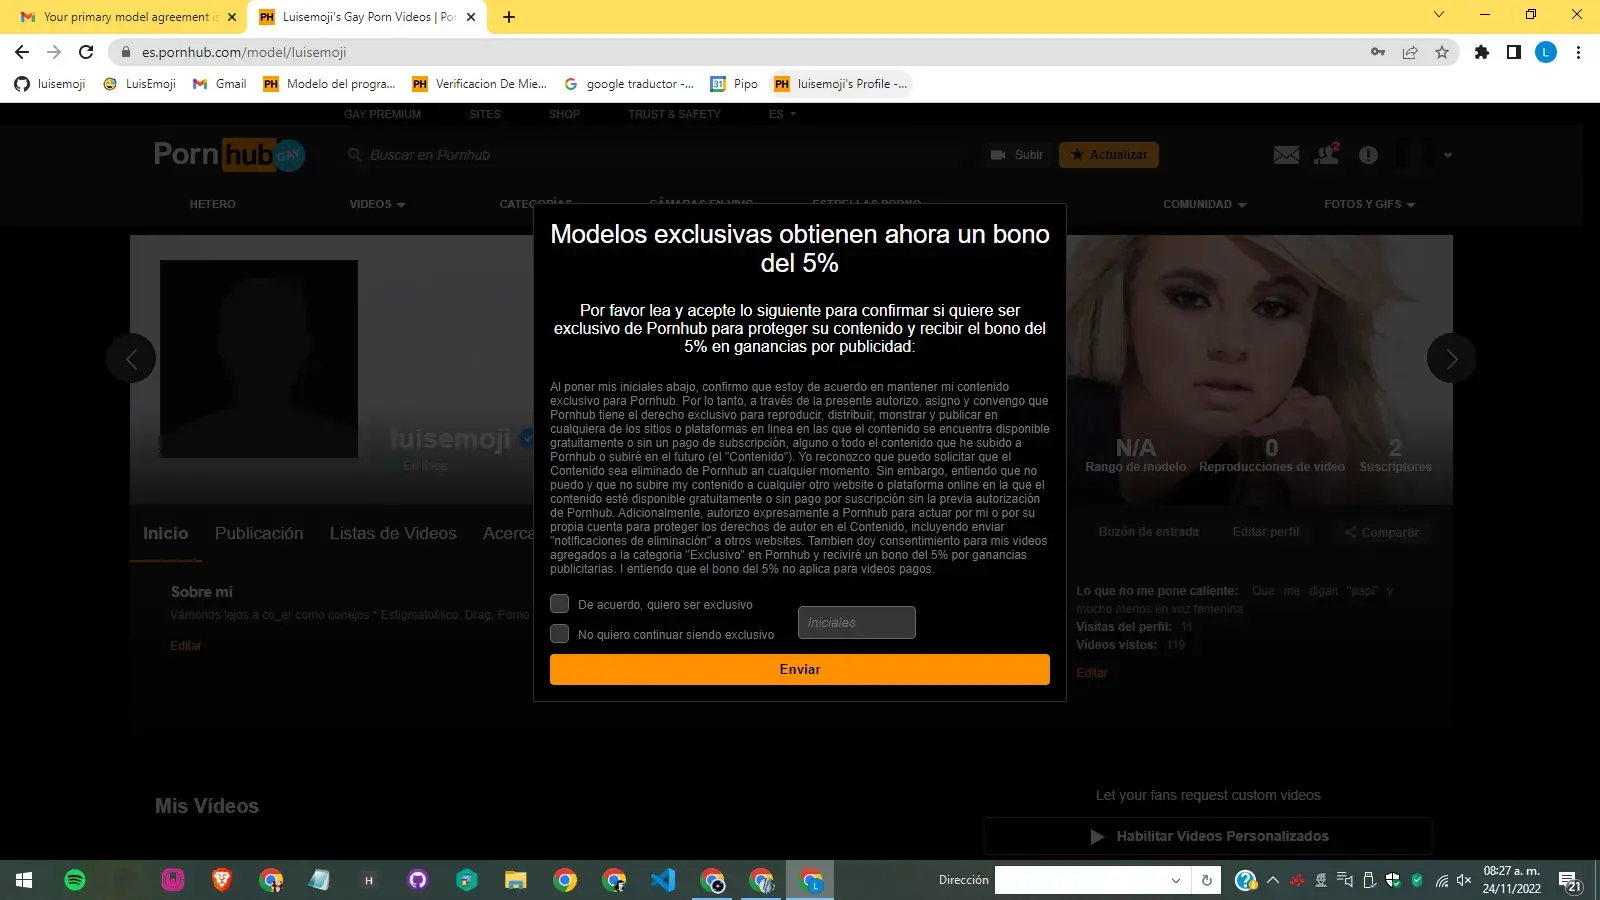 Your primary model agreement is
Luisemoji's Gay Porn Videos | Po
es.pornhub.com/model/luisemoji
L
luisemoji
LuisEmoji
Gmail
PH Modelo del progra...
PH Verificacion De Mie...
google traductor -...
31 Pipo
PH luisemoji's Profile -...
GAY PREMIUM SITES SHOP TRUST & SAFETY ES
Porn hub GAY
Buscar en Pornhub
Subir
Actualizar
2
HETERO VIDEOS CATEGORÍAS CÁMARAS EN VIVO ESTRELLAS PORNO COMUNIDAD FOTOS Y GIFS
Modelos exclusivas obtienen ahora un bono
del 5%
Por favor lea y acepte lo siguiente para confirmar si quiere ser
exclusivo de Pornhub para proteger su contenido y recibir el bono del
5% en ganancias por publicidad:
Al poner mis iniciales abajo, confirmo que estoy de acuerdo en mantener mi contenido
exclusivo para Pornhub. Por lo tanto, a través de la presente autorizo, asigno y convengo que
Pornhub tiene el derecho exclusivo para reproducir, distribuir, monstrar y publicar en
cualquiera de los sitios o plataformas en linea en las que el contenido se encuentra disponible
gratuitamente o sin un pago de subscripción, alguno o todo el contenido que he subido a
Pornhub o subiré en el futuro (el "Contenido"). Yo reconozco que puedo solicitar que el
Contenido sea eliminado de Pornhub an cualquier momento. Sin embargo, entiendo que no
puedo y que no subire my contenido a cualquier otro website o plataforma online en la que el
contenido esté disponible gratuitamente o sin pago por suscripción sin la previa autorización
de Pornhub. Adicionalmente, autorizo expresamente a Pornhub para actuar por mi o por su
propia cuenta para proteger los derechos de autor en el Contenido, incluyendo enviar
"notificaciones de eliminación" a otros websites. Tambien doy consentimiento para mis videos
agregados a la categoria "Exclusivo" en Pornhub y reciviré un bono del 5% por ganancias
publicitarias. I entiendo que el bono del 5% no aplica para videos pagos.
De acuerdo, quiero ser exclusivo
No quiero continuar siendo exclusivo
Iniciales
Enviar
luisemoji
En línea
N/A
Rango de modelo
0
Reproducciones de vídeo
2
Suscriptores
Inicio Publicación Listas de Videos Acerca
Buzón de entrada Editar perfil Compartir
Sobre mí
Vámonos lejos a co_er como conejos * Estigmatofílico, Drag, Porno
Editar
Lo que no me pone caliente: Que me digan "papi" y
mucho menos en voz femenina
Visitas del perfil: 11
Vídeos vistos: 119
Editar
Mis Vídeos
Let your fans request custom videos
Habilitar Videos Personalizados
H
L
Dirección
08:27 a. m.
24/11/2022
21